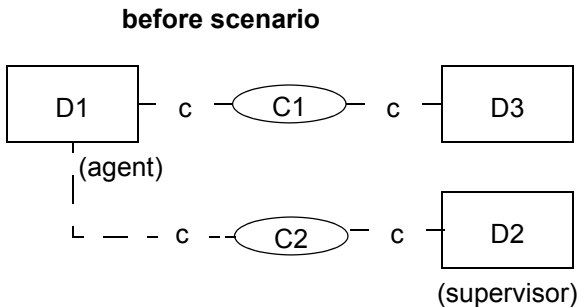 before scenario
D1 c C1 c D3
(agent)
c C2 c D2
(supervisor)